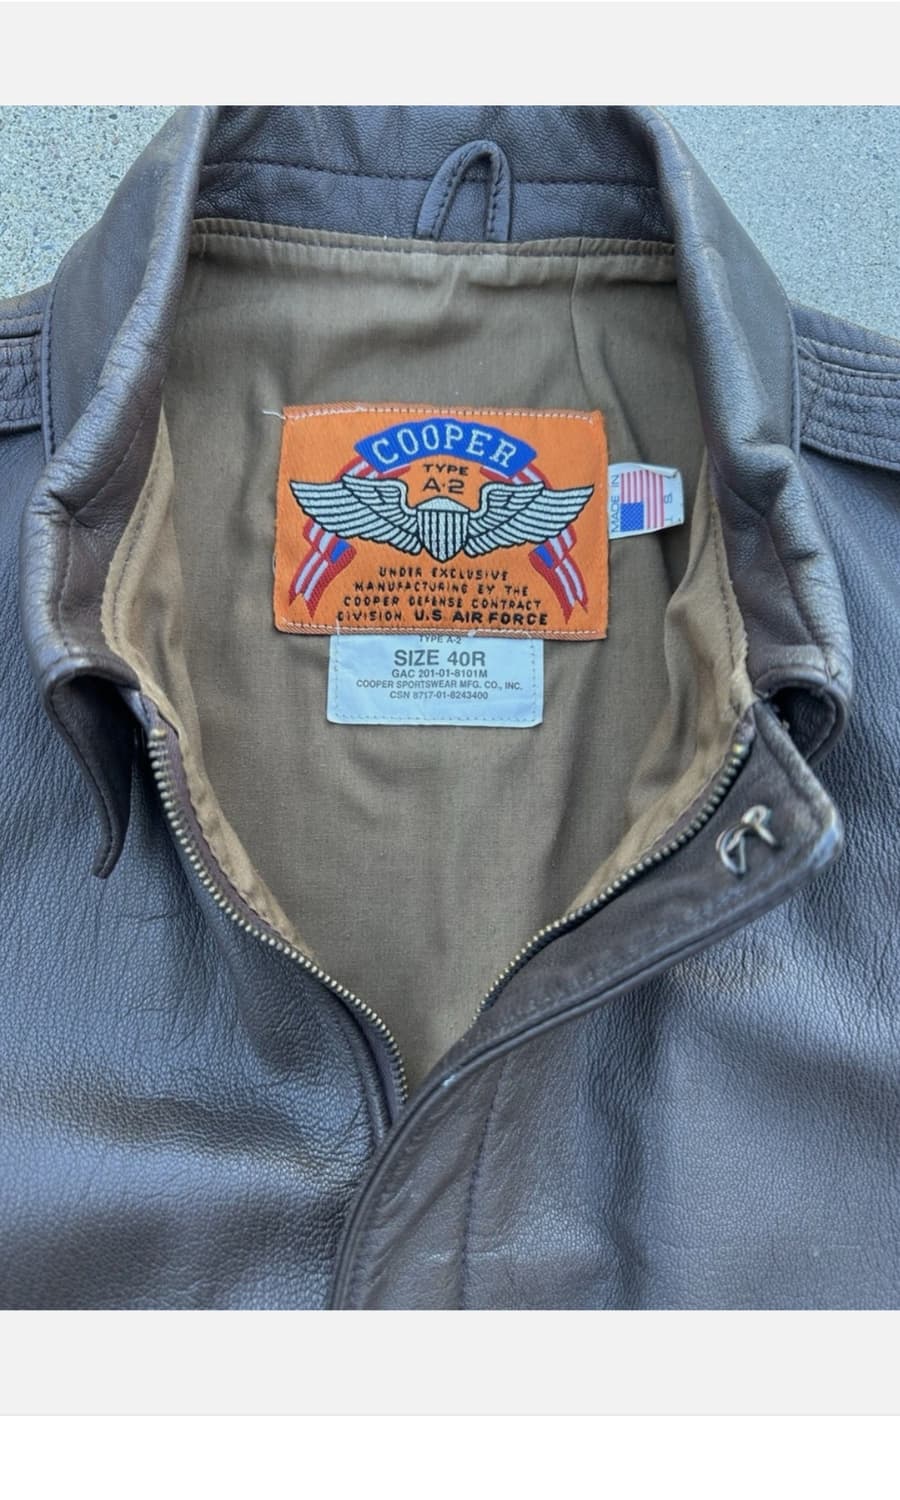 COOPER
TYPE
A·2
UNDER EXCLUSIVE
MANUFACTURING BY THE
COOPER DEFENSE CONTRACT
DIVISION U.S. AIR FORCE
MADE IN
U S
TYPE A-2
SIZE 40R
GAC 201-01-8101M
COOPER SPORTSWEAR MFG. CO., INC.
CSN 8717-01-8243400